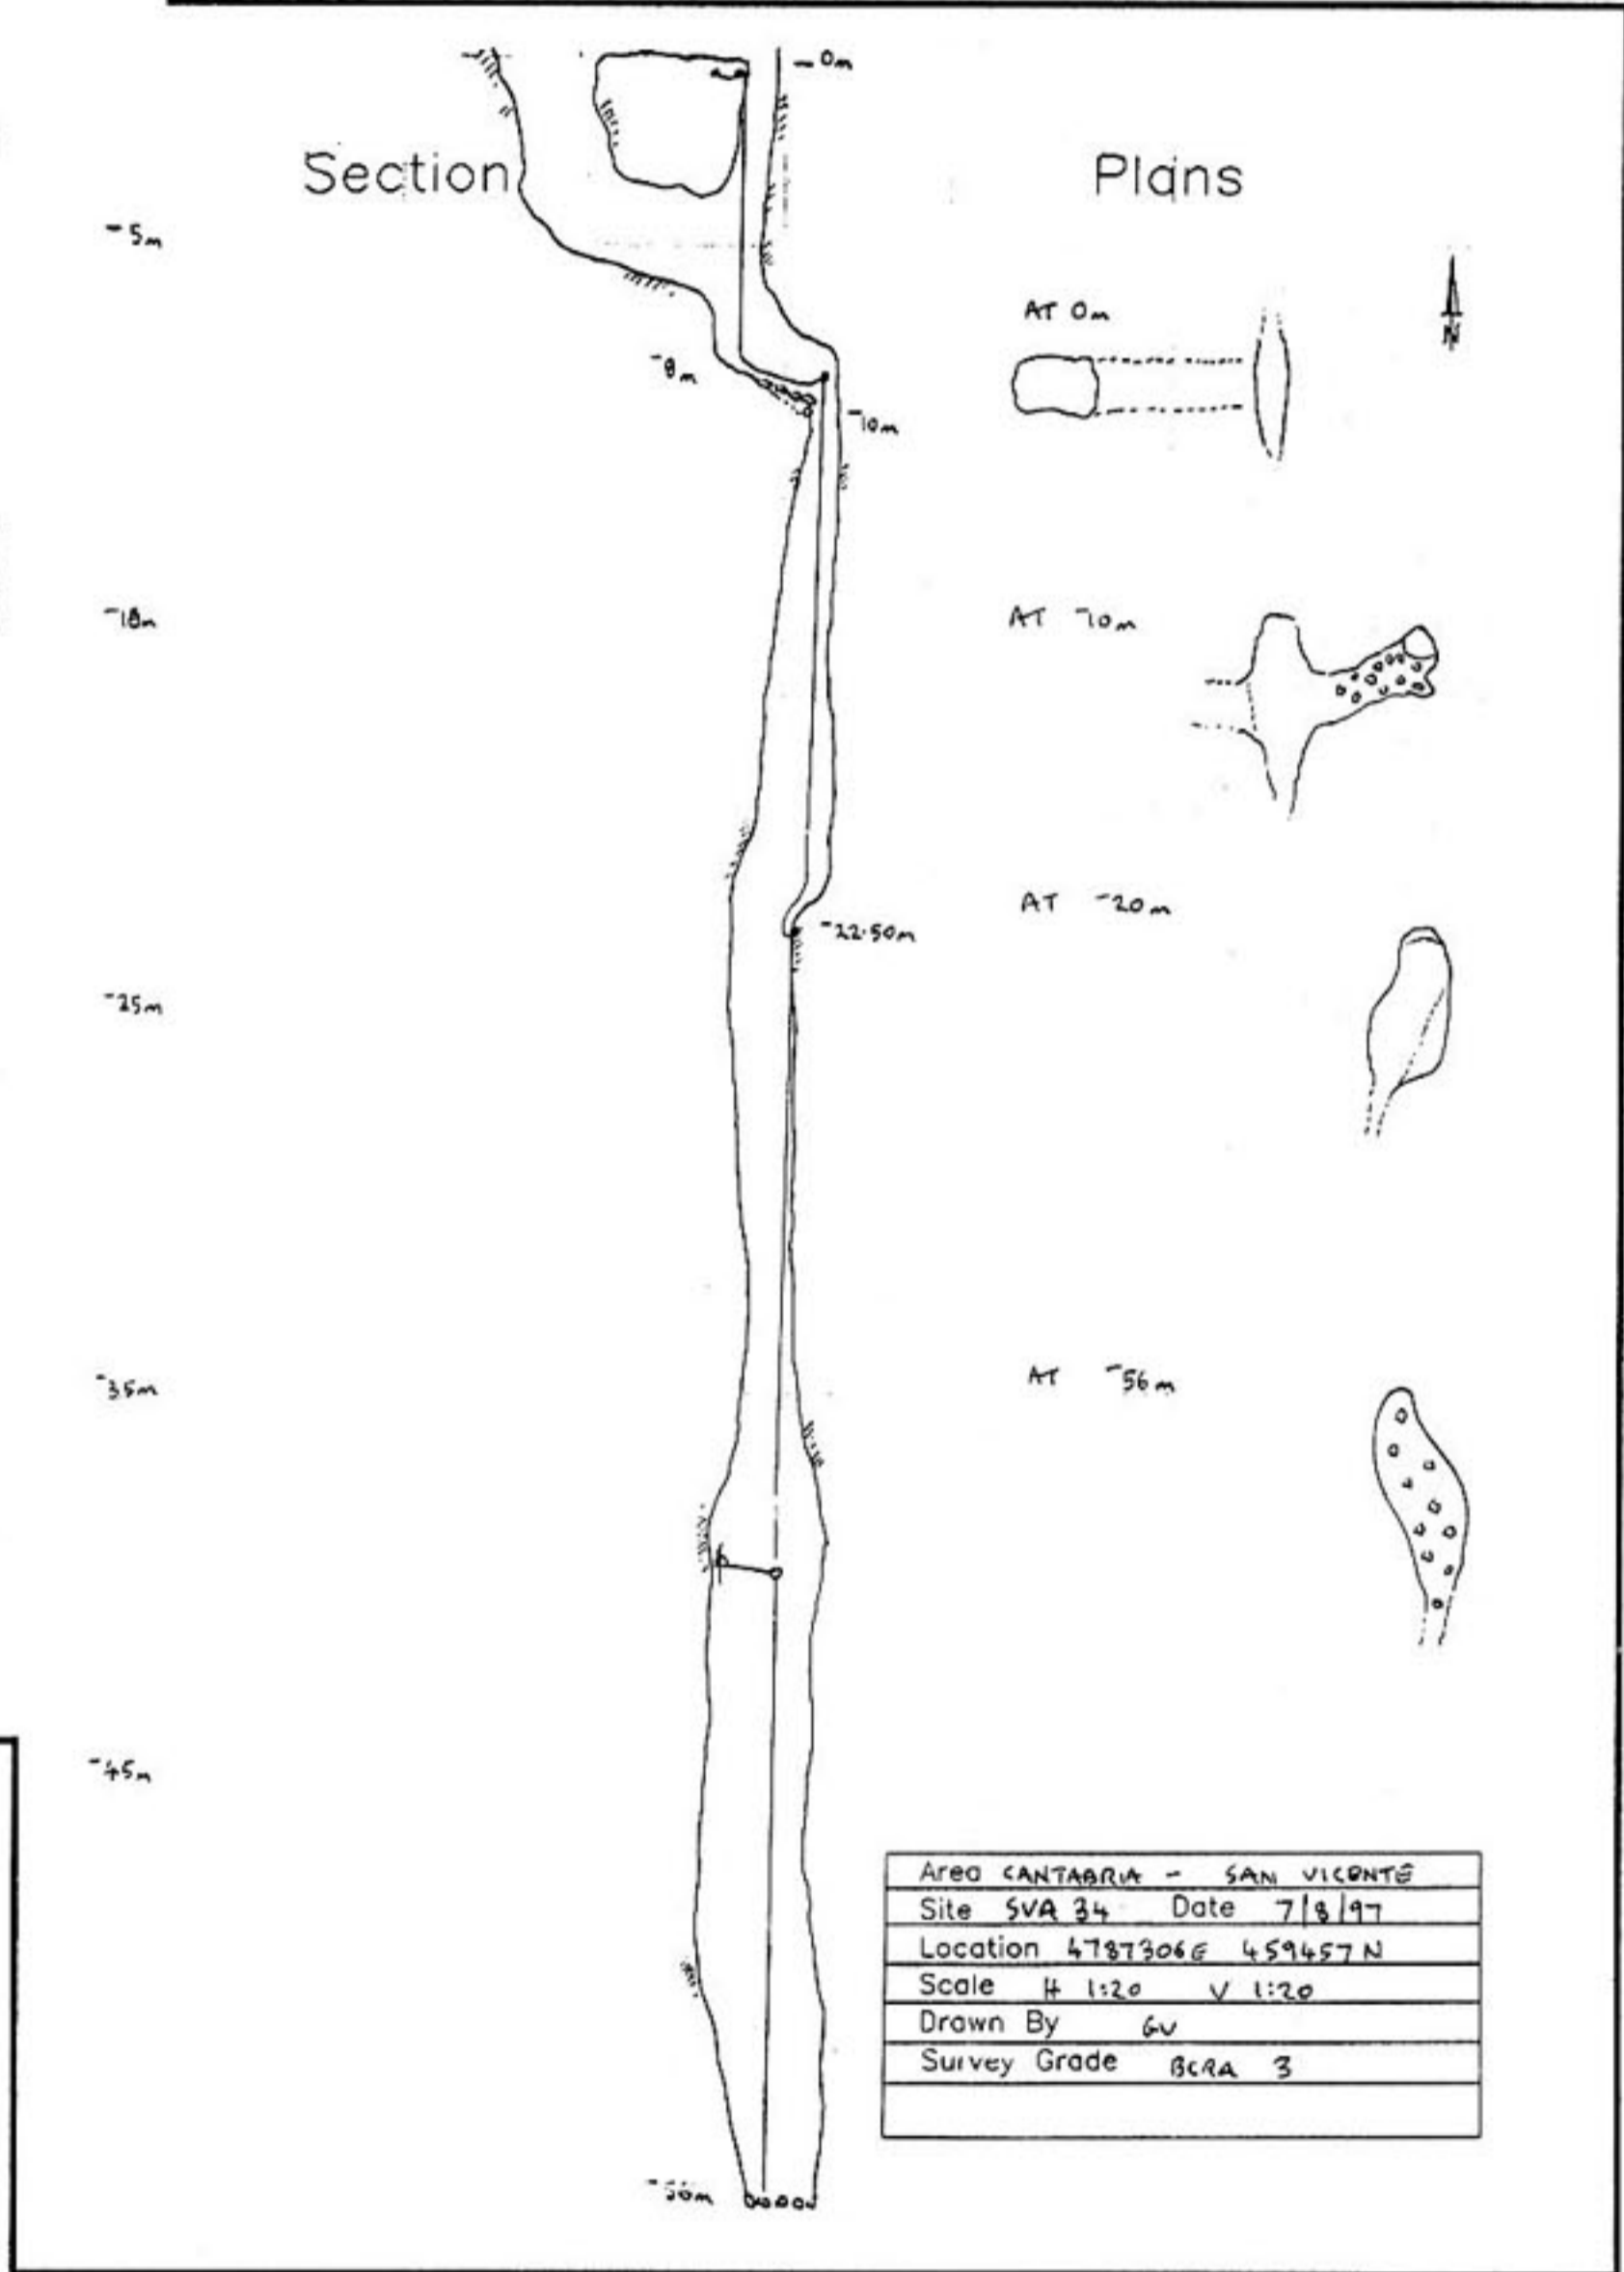 Section
Plans
-0m
-5m
-8m
-10m
-18m
-22.50m
-25m
-35m
-45m
-56m
AT 0m
N
AT -10m
AT -20m
AT -56m
Area CANTABRIA - SAN VICENTE
Site SVA 34 Date 7/8/97
Location 4787306E 459457N
Scale H 1:20 V 1:20
Drawn By GV
Survey Grade BCRA 3